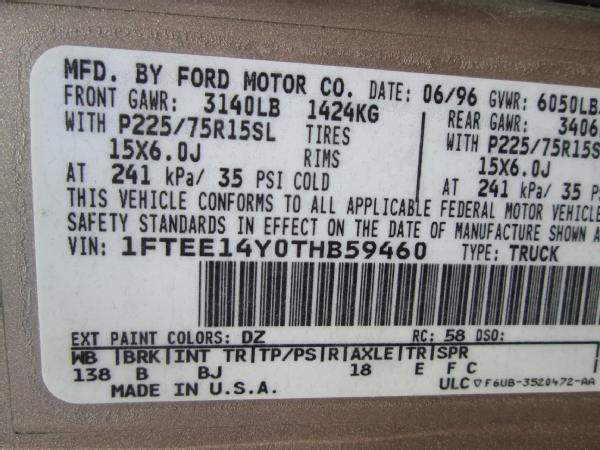 MFD. BY FORD MOTOR CO. DATE: 06/96 GVWR: 6050LB
FRONT GAWR: 3140LB 1424KG REAR GAWR: 3406
WITH P225/75R15SL TIRES WITH P225/75R15S
15X6.0J RIMS 15X6.0J
AT 241 kPa/ 35 PSI COLD AT 241 kPa/ 35 P
THIS VEHICLE CONFORMS TO ALL APPLICABLE FEDERAL MOTOR VEHICLE
SAFETY STANDARDS IN EFFECT ON THE DATE OF MANUFACTURE SHOWN A
VIN: 1FTEE14Y0THB59460 TYPE: TRUCK
EXT PAINT COLORS: DZ RC: 58 DSO:
WB |BRK|INT TR|TP/PS|R|AXLE|TR|SPR
138 B BJ 18 E F C
MADE IN U.S.A. ULC ▽F6UB-3520472-AA